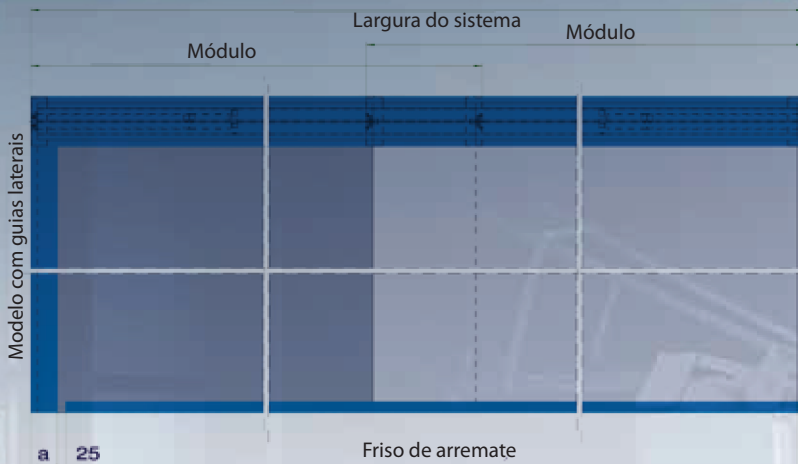 Largura do sistema
Módulo
Módulo
Modelo com guias laterais
a 25
Friso de arremate